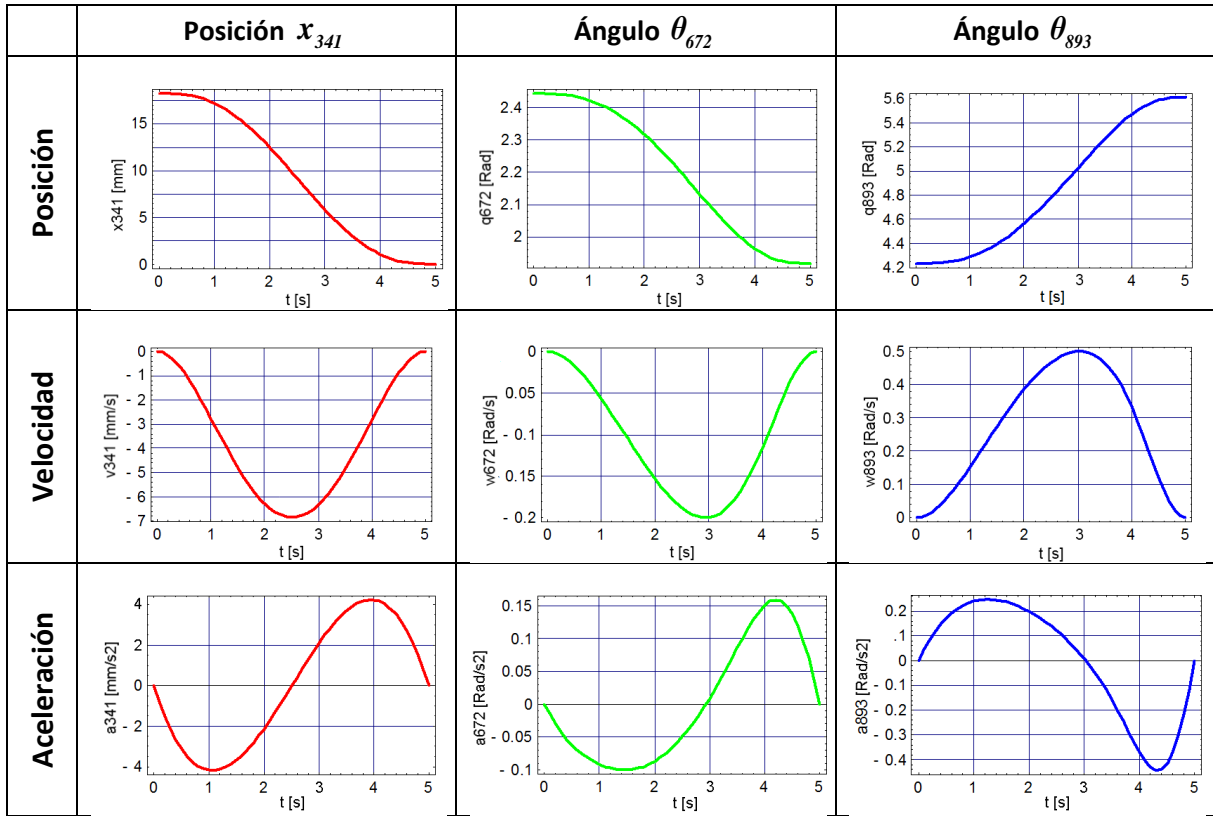 Posición x341
Ángulo θ672
Ángulo θ893
Posición
x341 [mm]
15
10
5
0
0 1 2 3 4 5
t [s]
q672 [Rad]
2.4
2.3
2.2
2.1
2
0 1 2 3 4 5
t [s]
q893 [Rad]
5.6
5.4
5.2
5
4.8
4.6
4.4
4.2
0 1 2 3 4 5
t [s]
Velocidad
v341 [mm/s]
0
- 1
- 2
- 3
- 4
- 5
- 6
- 7
0 1 2 3 4 5
t [s]
w672 [Rad/s]
0
0.05
- 0.1
0.15
- 0.2
0 1 2 3 4 5
t [s]
w893 [Rad/s]
0.5
0.4
0.3
0.2
0.1
0
0 1 2 3 4 5
t [s]
Aceleración
a341 [mm/s2]
4
2
0
- 2
- 4
0 1 2 3 4 5
t [s]
a672 [Rad/s2]
0.15
0.1
0.05
0
- 0.05
- 0.1
0 1 2 3 4 5
t [s]
a893 [Rad/s2]
0.2
.1
0
- 0.1
- 0.2
- 0.3
- 0.4
0 1 2 3 4 5
t [s]